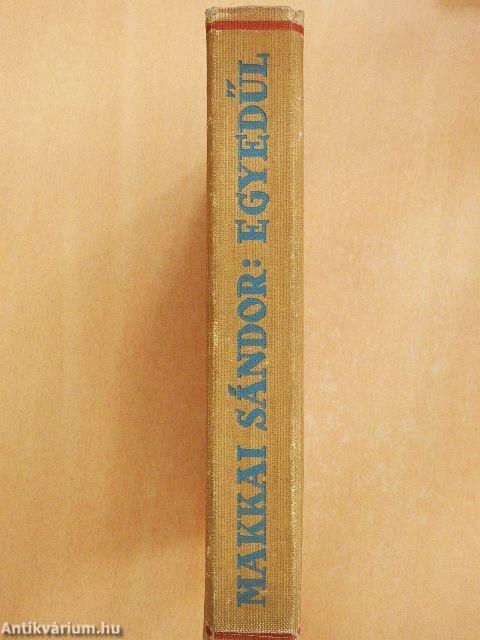 MAKKAI SÁNDOR: EGYEDŰL
Antikvárium.hu